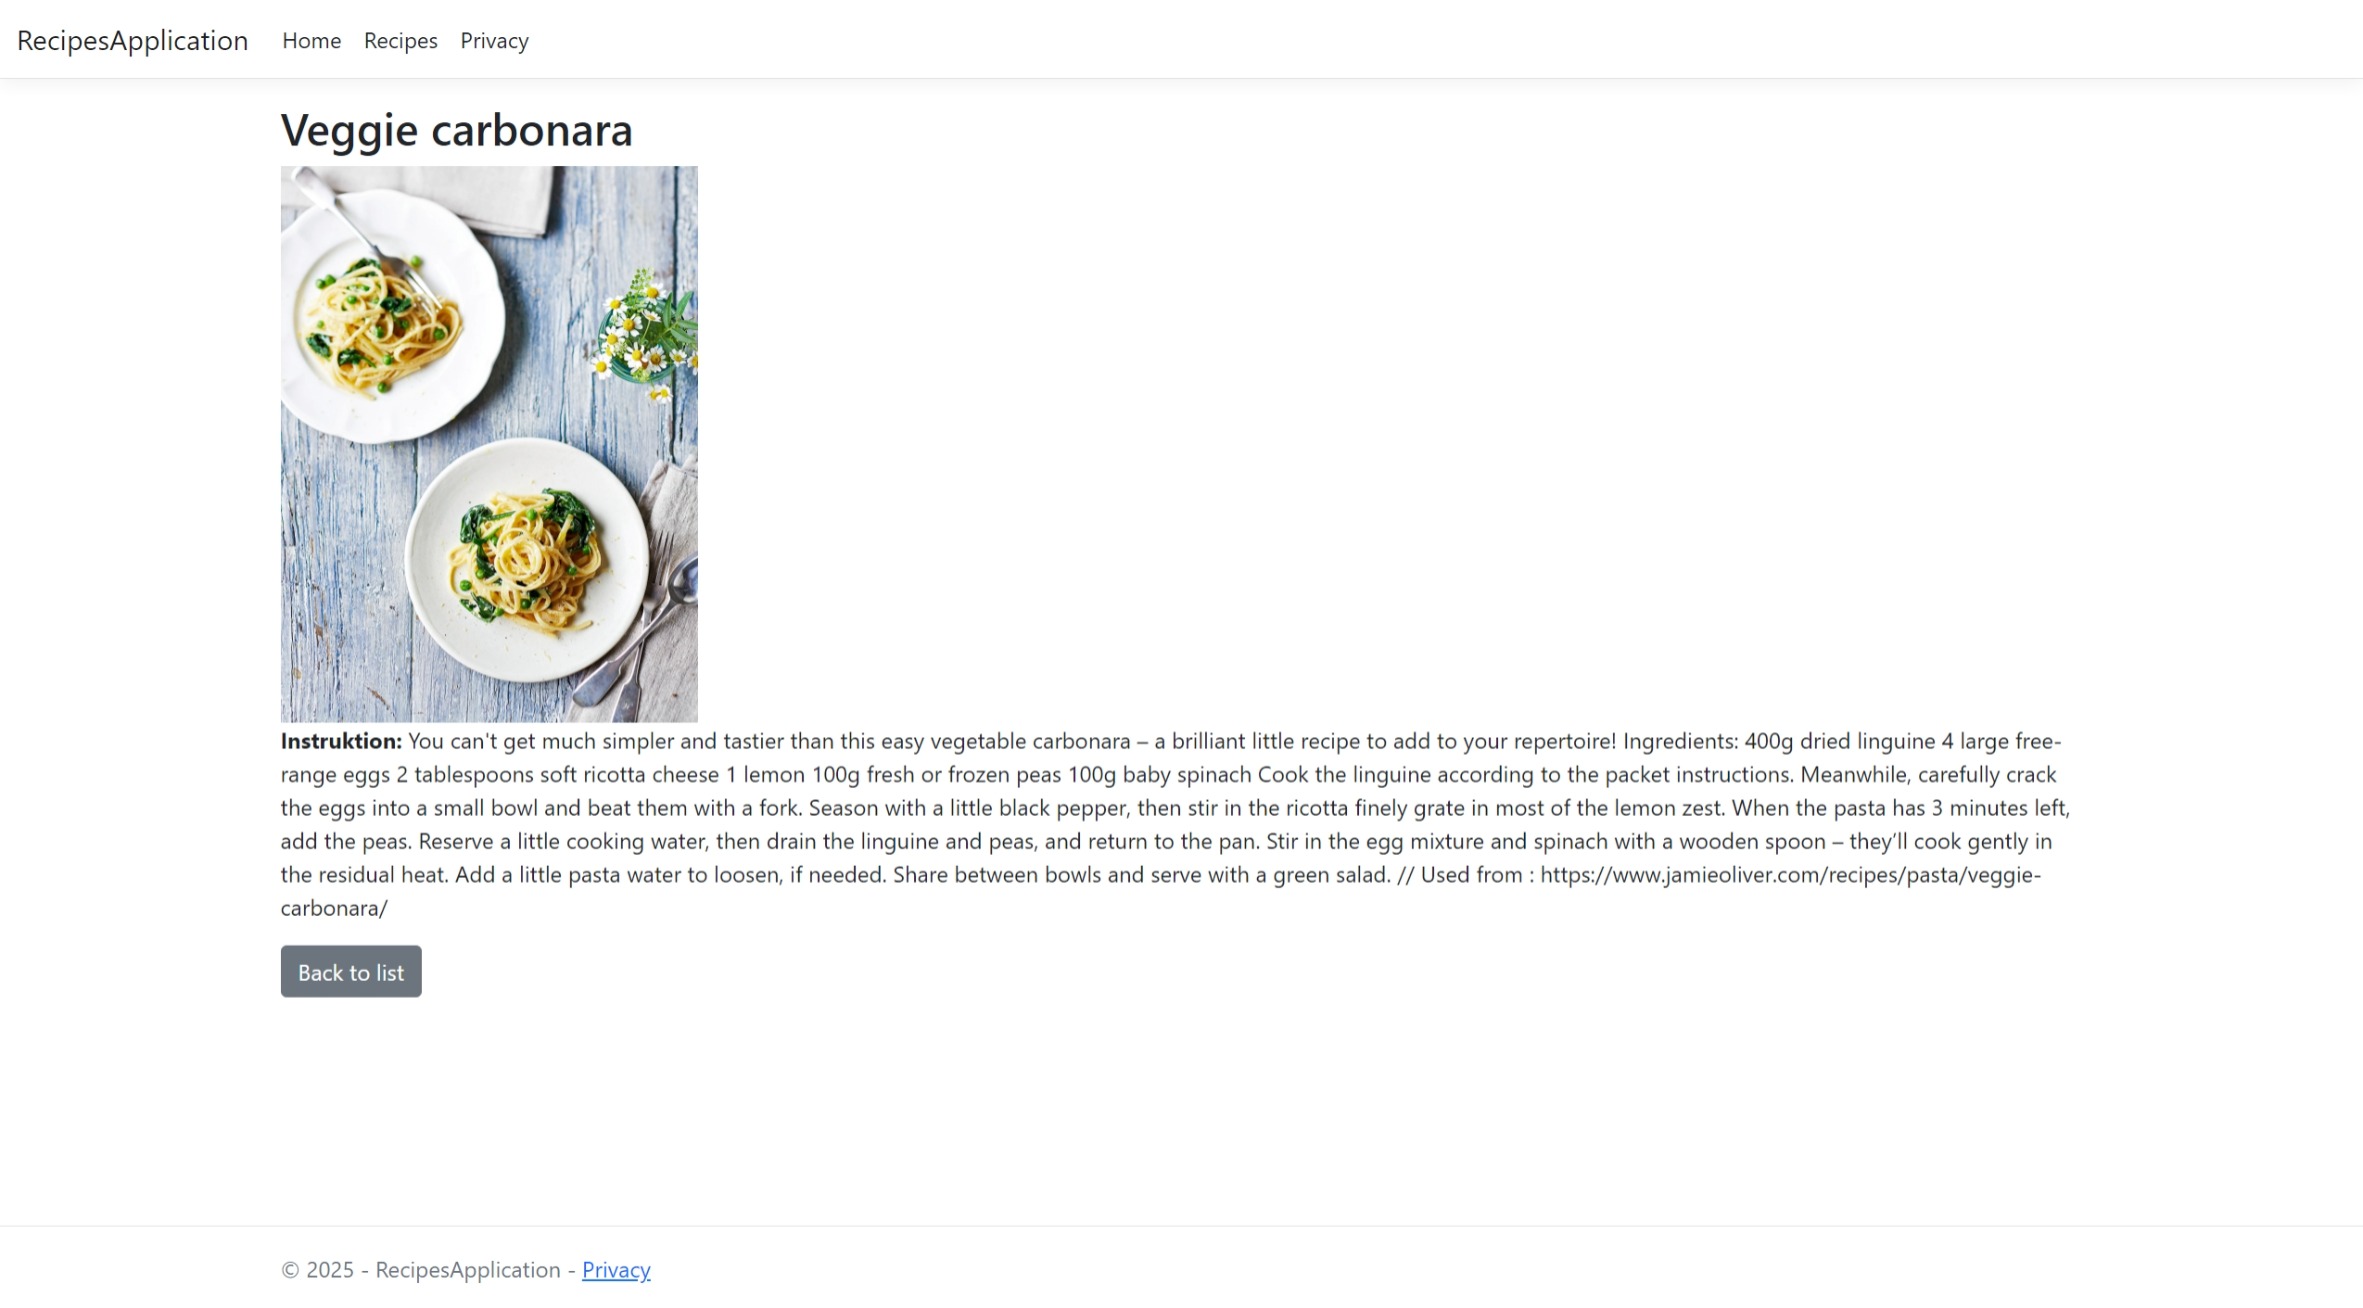 RecipesApplication Home Recipes Privacy
Veggie carbonara
Instruktion: You can't get much simpler and tastier than this easy vegetable carbonara – a brilliant little recipe to add to your repertoire! Ingredients: 400g dried linguine 4 large free-
range eggs 2 tablespoons soft ricotta cheese 1 lemon 100g fresh or frozen peas 100g baby spinach Cook the linguine according to the packet instructions. Meanwhile, carefully crack
the eggs into a small bowl and beat them with a fork. Season with a little black pepper, then stir in the ricotta finely grate in most of the lemon zest. When the pasta has 3 minutes left,
add the peas. Reserve a little cooking water, then drain the linguine and peas, and return to the pan. Stir in the egg mixture and spinach with a wooden spoon – they’ll cook gently in
the residual heat. Add a little pasta water to loosen, if needed. Share between bowls and serve with a green salad. // Used from : https://www.jamieoliver.com/recipes/pasta/veggie-
carbonara/
Back to list
© 2025 - RecipesApplication - Privacy